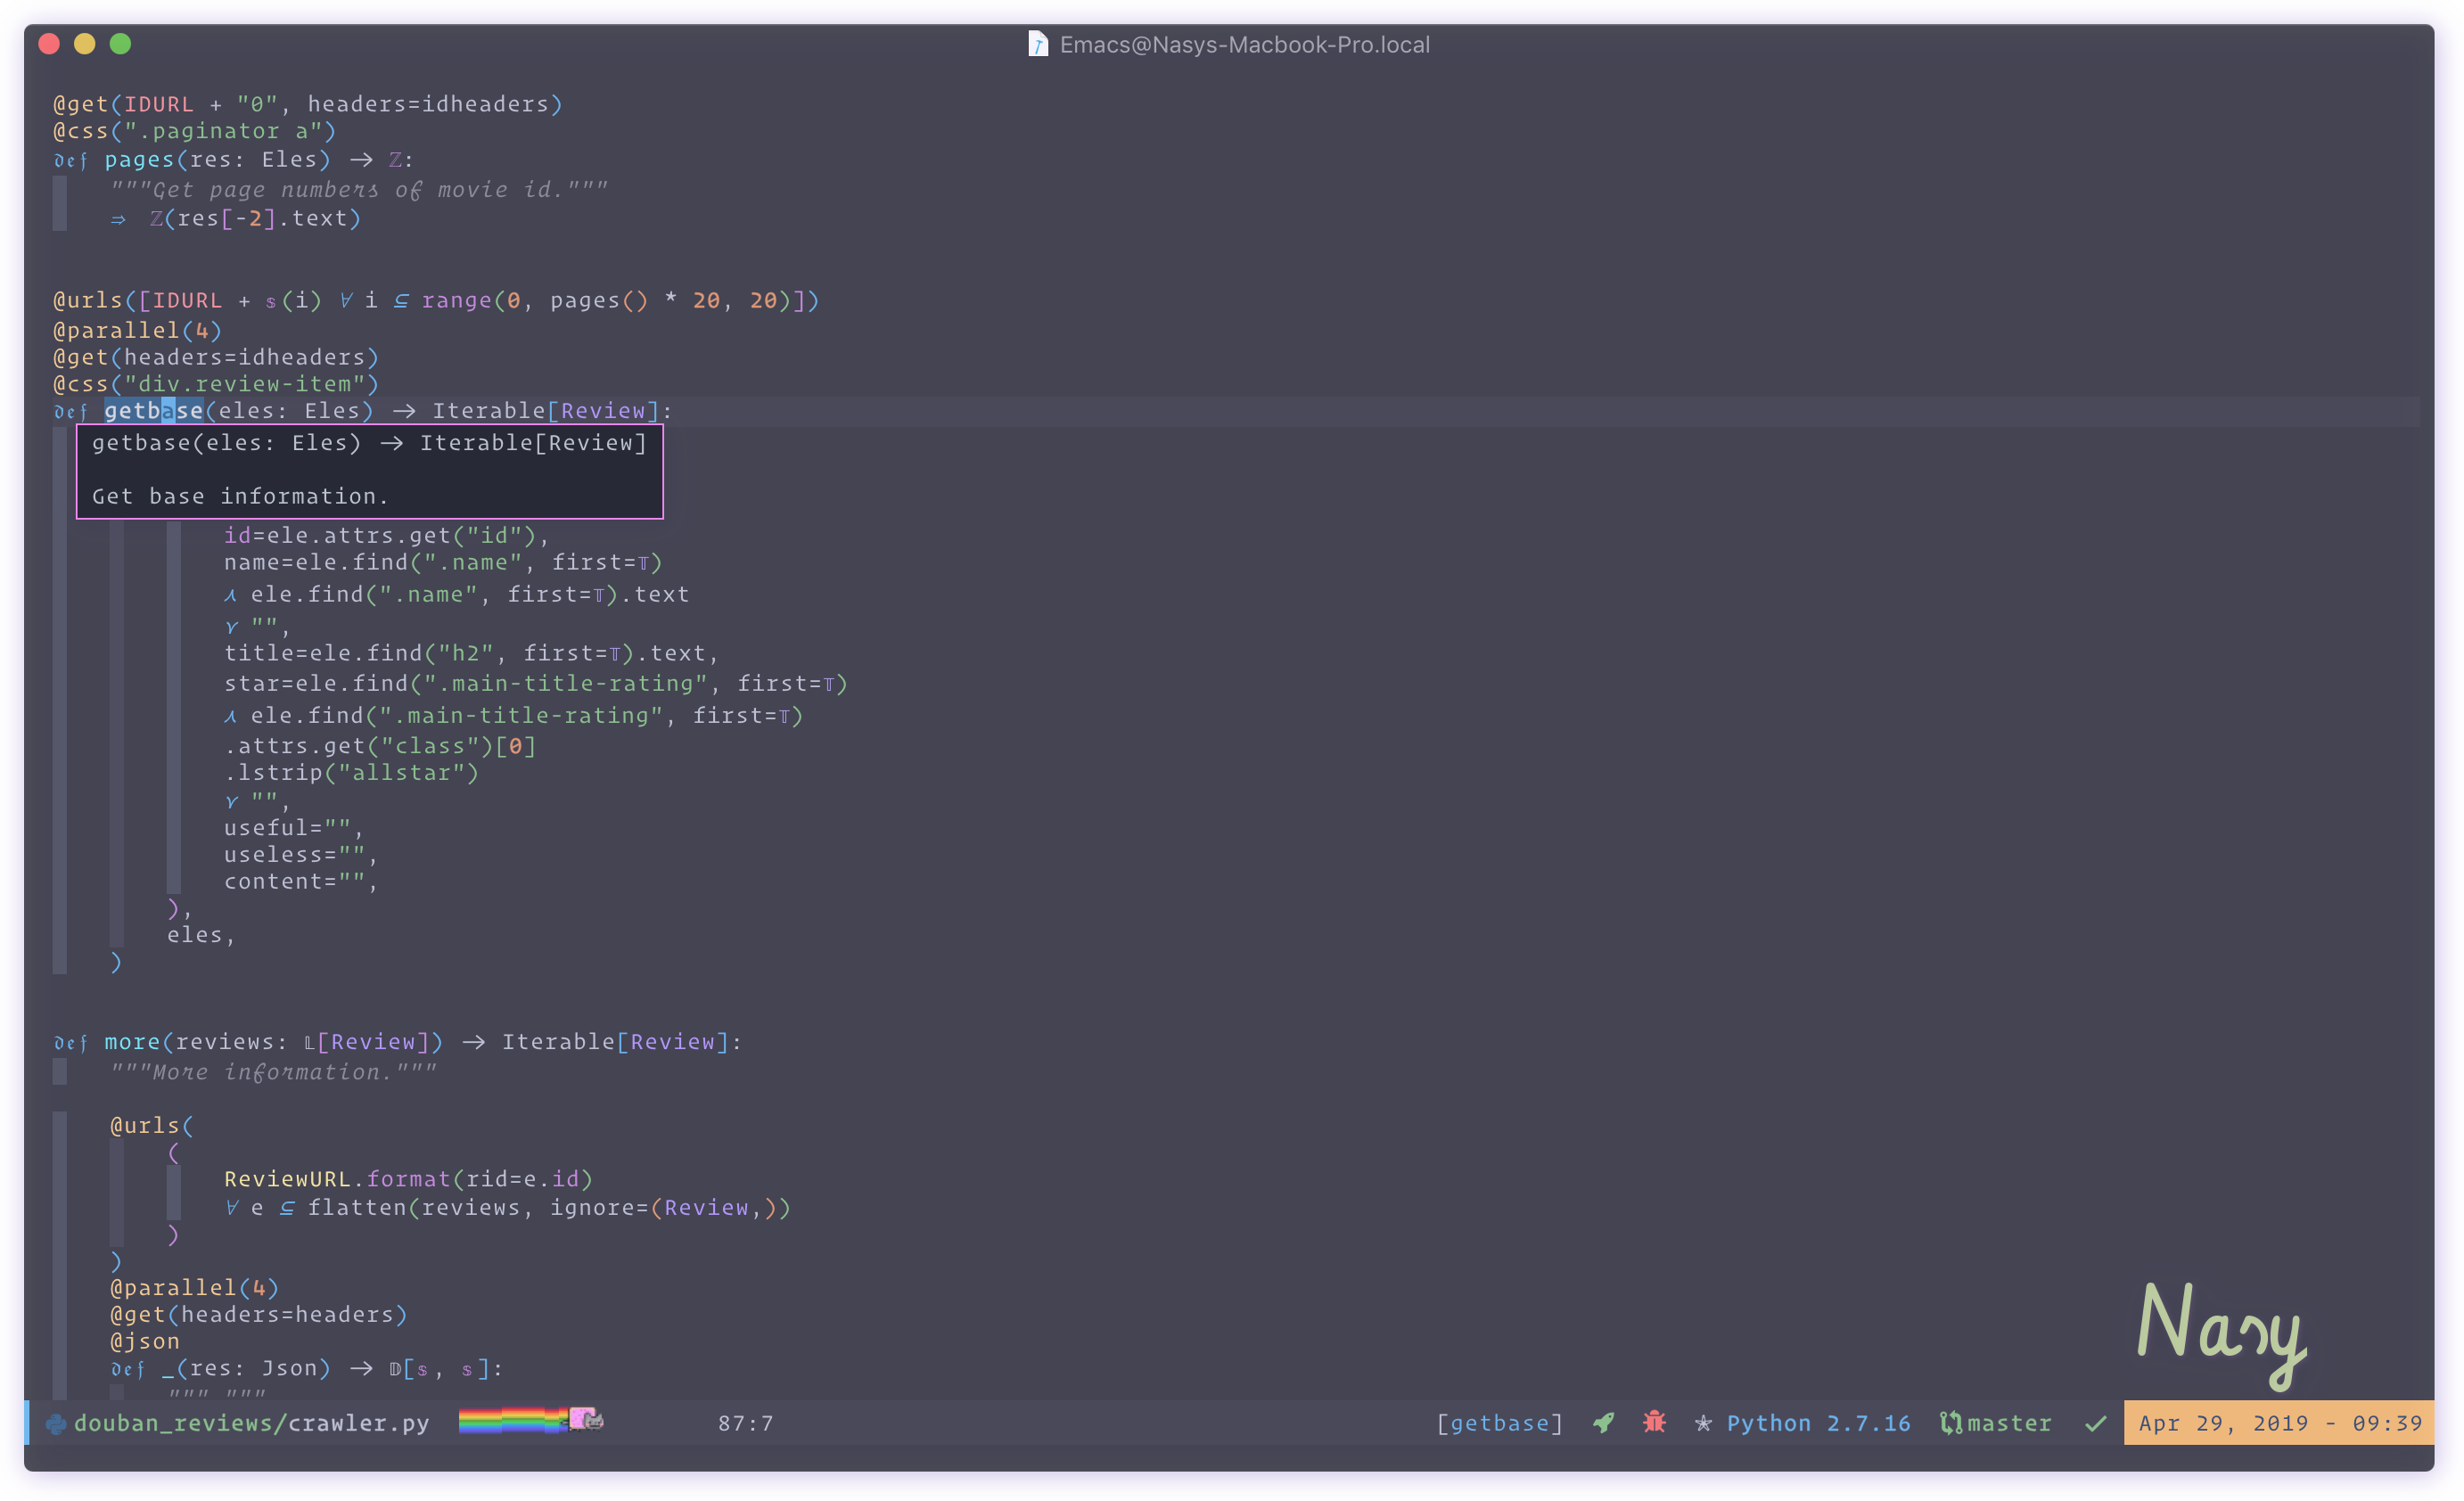 Emacs@Nasys-Macbook-Pro.local
@get(IDURL + "0", headers=idheaders)
@css(".paginator a")
𝔡𝔢𝔣 pages(res: Eles) → ℤ:
"""Get page numbers of movie id."""
⇒ ℤ(res[-2].text)
@urls([IDURL + 𝕤(i) ∀ i ⊆ range(0, pages() * 20, 20)])
@parallel(4)
@get(headers=idheaders)
@css("div.review-item")
𝔡𝔢𝔣 getbase(eles: Eles) → Iterable[Review]:
getbase(eles: Eles) → Iterable[Review]
Get base information.
id=ele.attrs.get("id"),
name=ele.find(".name", first=𝕋)
⋏ ele.find(".name", first=𝕋).text
⋎ "",
title=ele.find("h2", first=𝕋).text,
star=ele.find(".main-title-rating", first=𝕋)
⋏ ele.find(".main-title-rating", first=𝕋)
.attrs.get("class")[0]
.lstrip("allstar")
⋎ "",
useful="",
useless="",
content="",
),
eles,
)
𝔡𝔢𝔣 more(reviews: 𝕃[Review]) → Iterable[Review]:
"""More information."""
@urls(
(
ReviewURL.format(rid=e.id)
∀ e ⊆ flatten(reviews, ignore=(Review,))
)
)
@parallel(4)
@get(headers=headers)
@json
𝔡𝔢𝔣 _(res: Json) → 𝔻[𝕤, 𝕤]:
""" """
Nasy
douban_reviews/crawler.py 87:7 [getbase] Python 2.7.16 master ✓ Apr 29, 2019 - 09:39